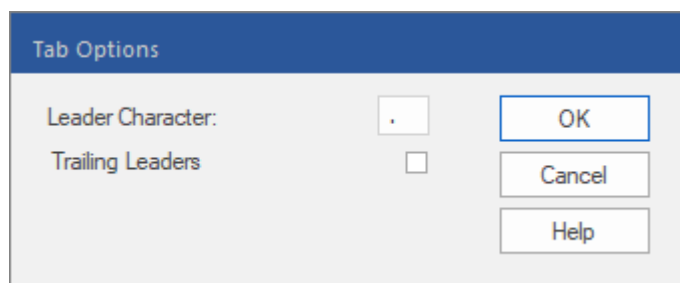 Tab Options
Leader Character: .
OK
Trailing Leaders
Cancel
Help